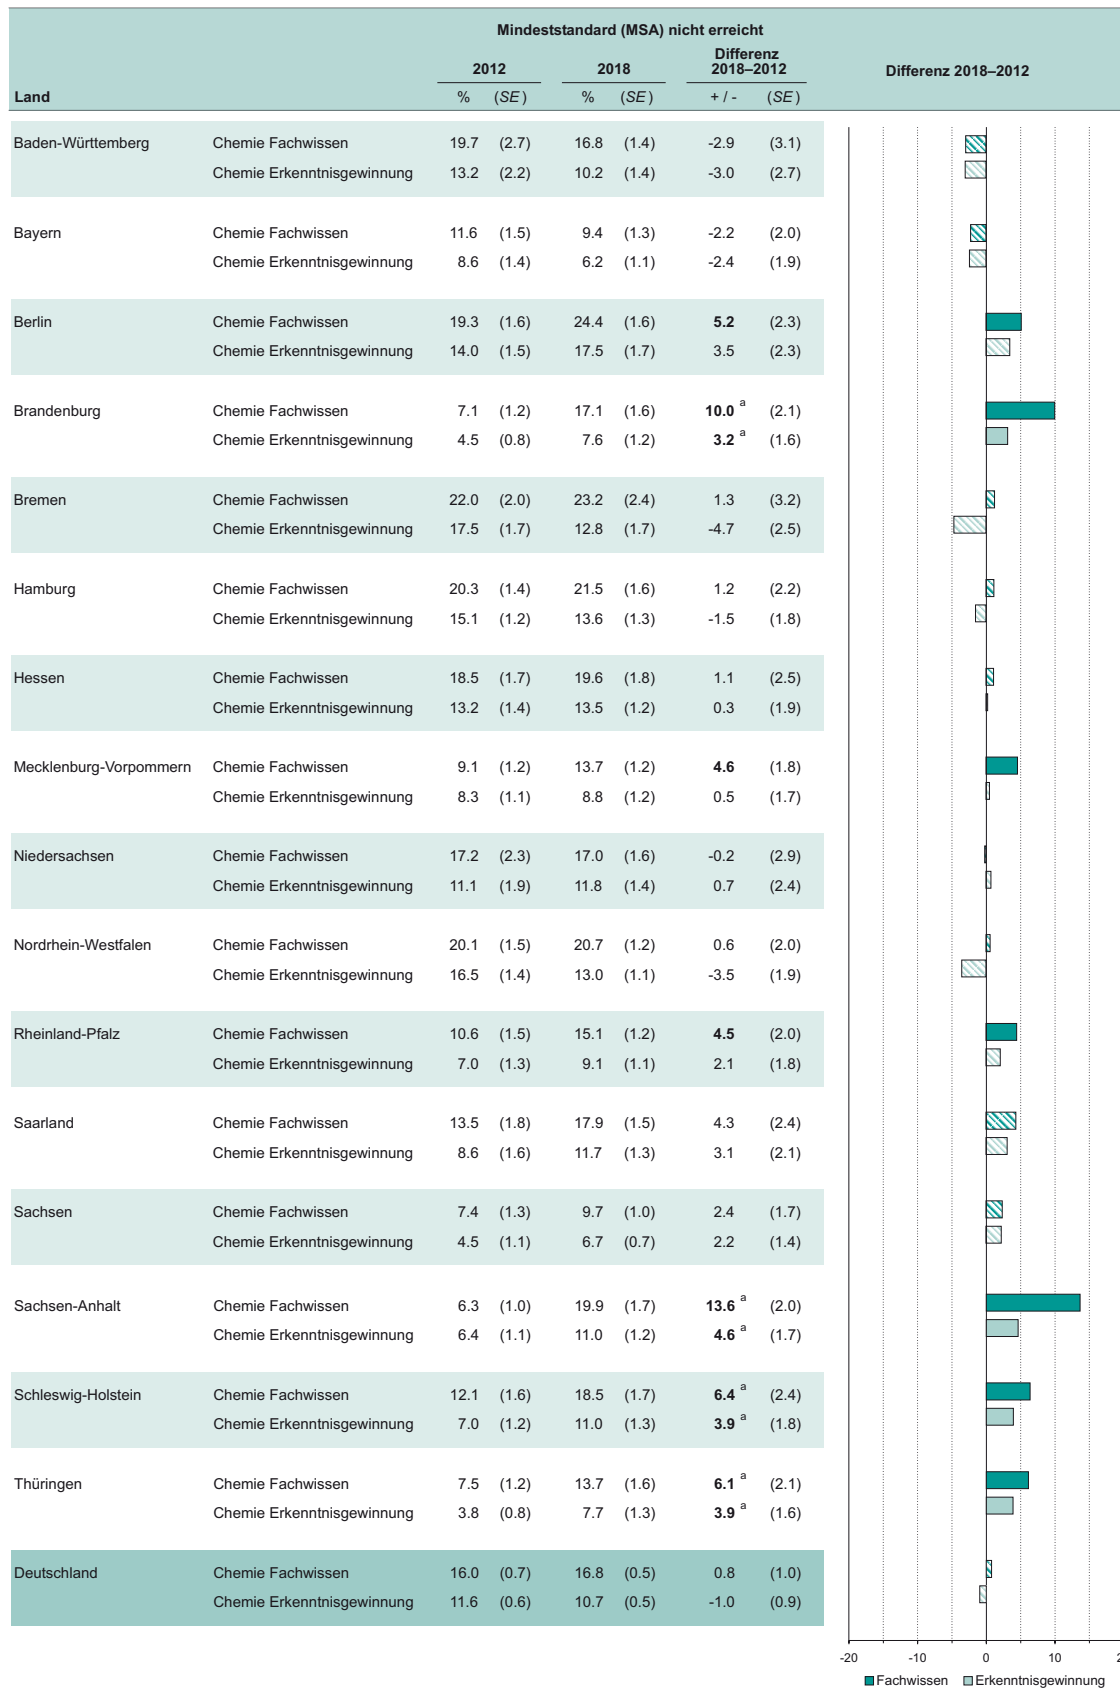 Mindeststandard (MSA) nicht erreicht
2012 2018 Differenz 2018–2012 Differenz 2018–2012
Land % (SE) % (SE) + / - (SE)
Baden-Württemberg Chemie Fachwissen 19.7 (2.7) 16.8 (1.4) -2.9 (3.1)
Chemie Erkenntnisgewinnung 13.2 (2.2) 10.2 (1.4) -3.0 (2.7)
Bayern Chemie Fachwissen 11.6 (1.5) 9.4 (1.3) -2.2 (2.0)
Chemie Erkenntnisgewinnung 8.6 (1.4) 6.2 (1.1) -2.4 (1.9)
Berlin Chemie Fachwissen 19.3 (1.6) 24.4 (1.6) 5.2 (2.3)
Chemie Erkenntnisgewinnung 14.0 (1.5) 17.5 (1.7) 3.5 (2.3)
Brandenburg Chemie Fachwissen 7.1 (1.2) 17.1 (1.6) 10.0 a (2.1)
Chemie Erkenntnisgewinnung 4.5 (0.8) 7.6 (1.2) 3.2 a (1.6)
Bremen Chemie Fachwissen 22.0 (2.0) 23.2 (2.4) 1.3 (3.2)
Chemie Erkenntnisgewinnung 17.5 (1.7) 12.8 (1.7) -4.7 (2.5)
Hamburg Chemie Fachwissen 20.3 (1.4) 21.5 (1.6) 1.2 (2.2)
Chemie Erkenntnisgewinnung 15.1 (1.2) 13.6 (1.3) -1.5 (1.8)
Hessen Chemie Fachwissen 18.5 (1.7) 19.6 (1.8) 1.1 (2.5)
Chemie Erkenntnisgewinnung 13.2 (1.4) 13.5 (1.2) 0.3 (1.9)
Mecklenburg-Vorpommern Chemie Fachwissen 9.1 (1.2) 13.7 (1.2) 4.6 (1.8)
Chemie Erkenntnisgewinnung 8.3 (1.1) 8.8 (1.2) 0.5 (1.7)
Niedersachsen Chemie Fachwissen 17.2 (2.3) 17.0 (1.6) -0.2 (2.9)
Chemie Erkenntnisgewinnung 11.1 (1.9) 11.8 (1.4) 0.7 (2.4)
Nordrhein-Westfalen Chemie Fachwissen 20.1 (1.5) 20.7 (1.2) 0.6 (2.0)
Chemie Erkenntnisgewinnung 16.5 (1.4) 13.0 (1.1) -3.5 (1.9)
Rheinland-Pfalz Chemie Fachwissen 10.6 (1.5) 15.1 (1.2) 4.5 (2.0)
Chemie Erkenntnisgewinnung 7.0 (1.3) 9.1 (1.1) 2.1 (1.8)
Saarland Chemie Fachwissen 13.5 (1.8) 17.9 (1.5) 4.3 (2.4)
Chemie Erkenntnisgewinnung 8.6 (1.6) 11.7 (1.3) 3.1 (2.1)
Sachsen Chemie Fachwissen 7.4 (1.3) 9.7 (1.0) 2.4 (1.7)
Chemie Erkenntnisgewinnung 4.5 (1.1) 6.7 (0.7) 2.2 (1.4)
Sachsen-Anhalt Chemie Fachwissen 6.3 (1.0) 19.9 (1.7) 13.6 a (2.0)
Chemie Erkenntnisgewinnung 6.4 (1.1) 11.0 (1.2) 4.6 a (1.7)
Schleswig-Holstein Chemie Fachwissen 12.1 (1.6) 18.5 (1.7) 6.4 a (2.4)
Chemie Erkenntnisgewinnung 7.0 (1.2) 11.0 (1.3) 3.9 a (1.8)
Thüringen Chemie Fachwissen 7.5 (1.2) 13.7 (1.6) 6.1 a (2.1)
Chemie Erkenntnisgewinnung 3.8 (0.8) 7.7 (1.3) 3.9 a (1.6)
Deutschland Chemie Fachwissen 16.0 (0.7) 16.8 (0.5) 0.8 (1.0)
Chemie Erkenntnisgewinnung 11.6 (0.6) 10.7 (0.5) -1.0 (0.9)
-20 -10 0 10 2
Fachwissen Erkenntnisgewinnung